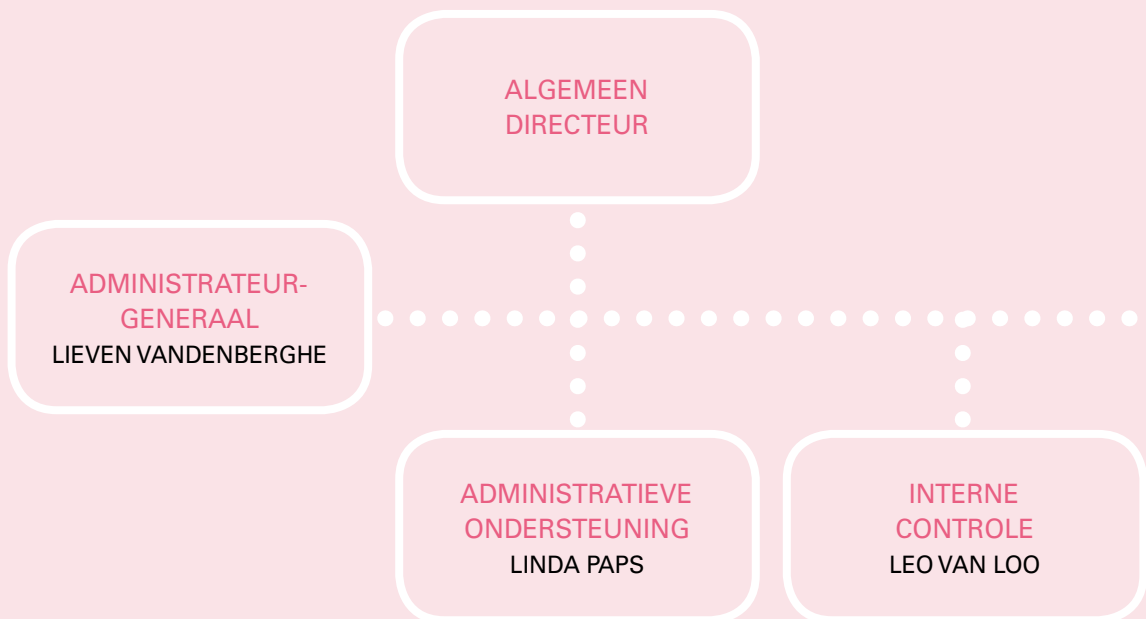 ALGEMEEN
DIRECTEUR
ADMINISTRATEUR-
GENERAAL
LIEVEN VANDENBERGHE
ADMINISTRATIEVE
ONDERSTEUNING
LINDA PAPS
INTERNE
CONTROLE
LEO VAN LOO